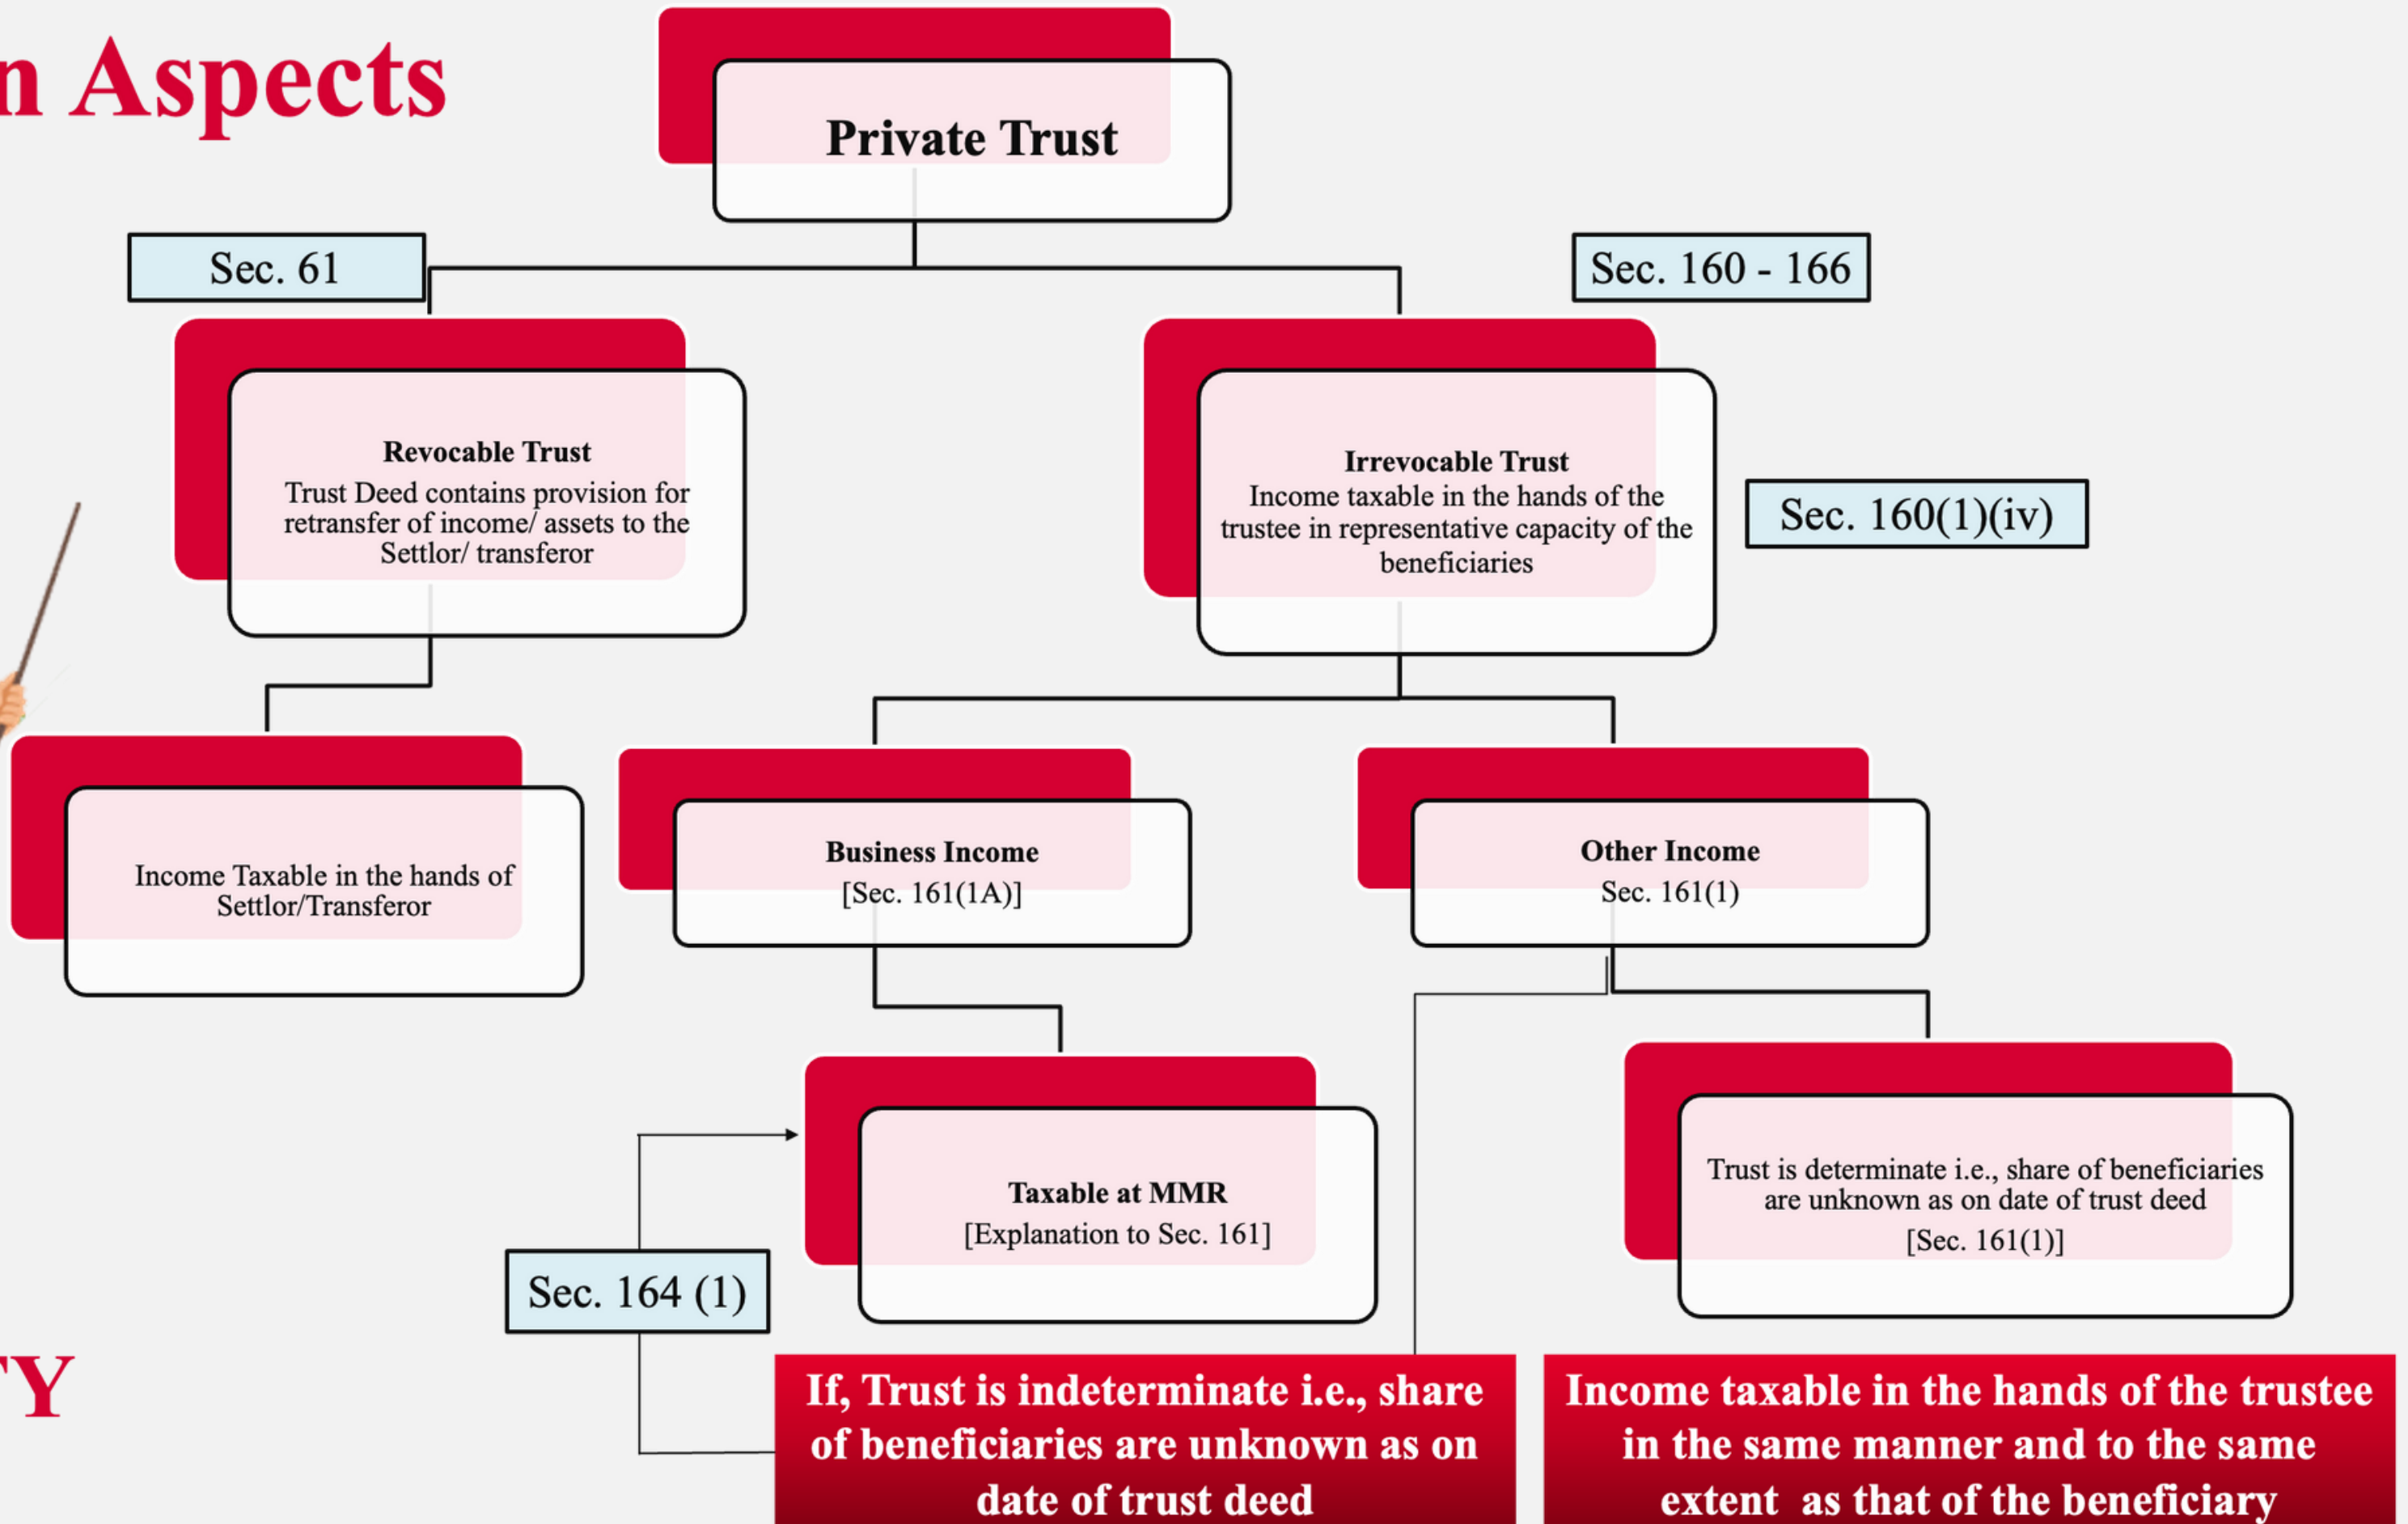 n Aspects
Private Trust
Sec. 61
Sec. 160 - 166
Revocable Trust
Trust Deed contains provision for
retransfer of income/ assets to the
Settlor/ transferor
Irrevocable Trust
Income taxable in the hands of the
trustee in representative capacity of the
beneficiaries
Sec. 160(1)(iv)
Income Taxable in the hands of
Settlor/Transferor
Business Income
[Sec. 161(1A)]
Other Income
Sec. 161(1)
Taxable at MMR
[Explanation to Sec. 161]
Trust is determinate i.e., share of beneficiaries
are unknown as on date of trust deed
[Sec. 161(1)]
Sec. 164 (1)
TY
If, Trust is indeterminate i.e., share
of beneficiaries are unknown as on
date of trust deed
Income taxable in the hands of the trustee
in the same manner and to the same
extent as that of the beneficiary